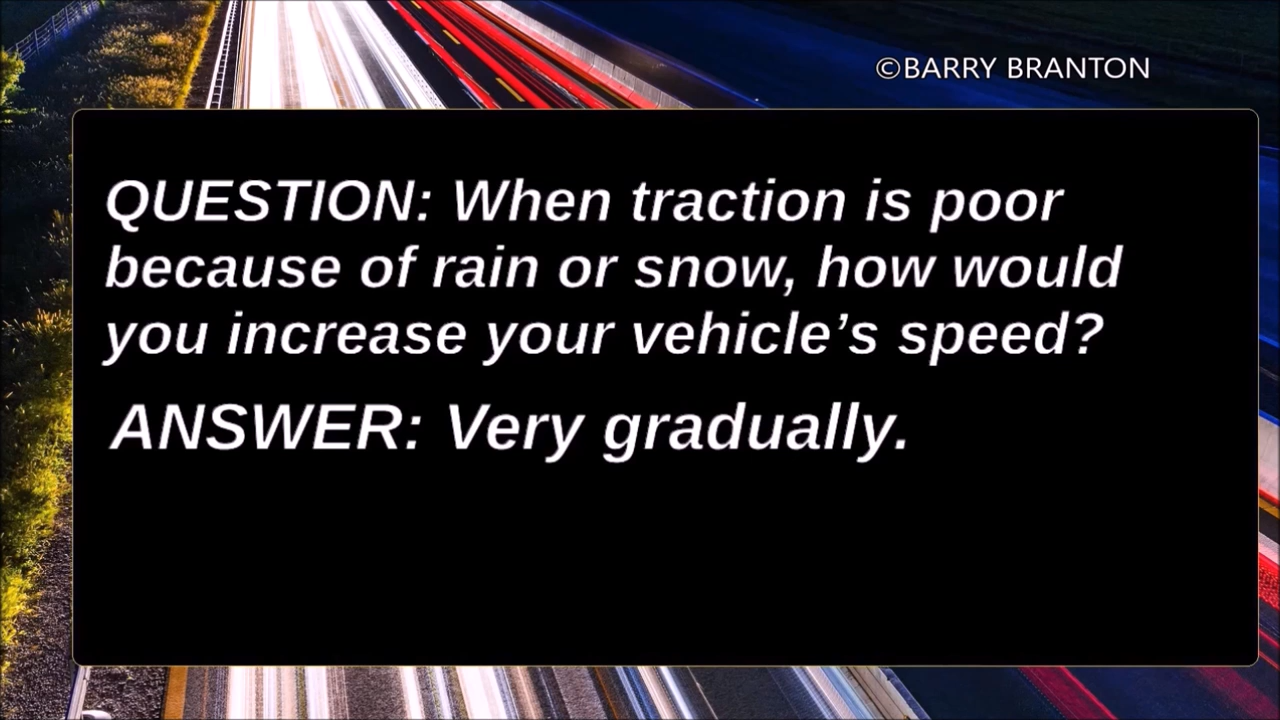 ©BARRY BRANTON
QUESTION: When traction is poor
because of rain or snow, how would
you increase your vehicle’s speed?
ANSWER: Very gradually.